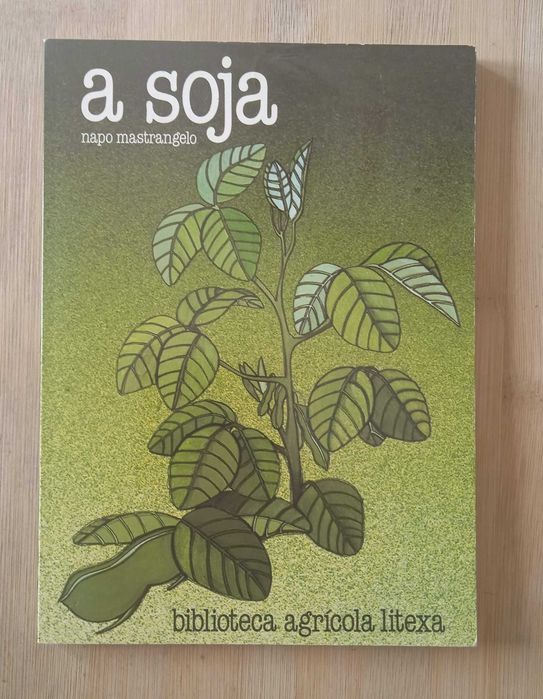 a soja
napo mastrangelo
biblioteca agrícola litexa